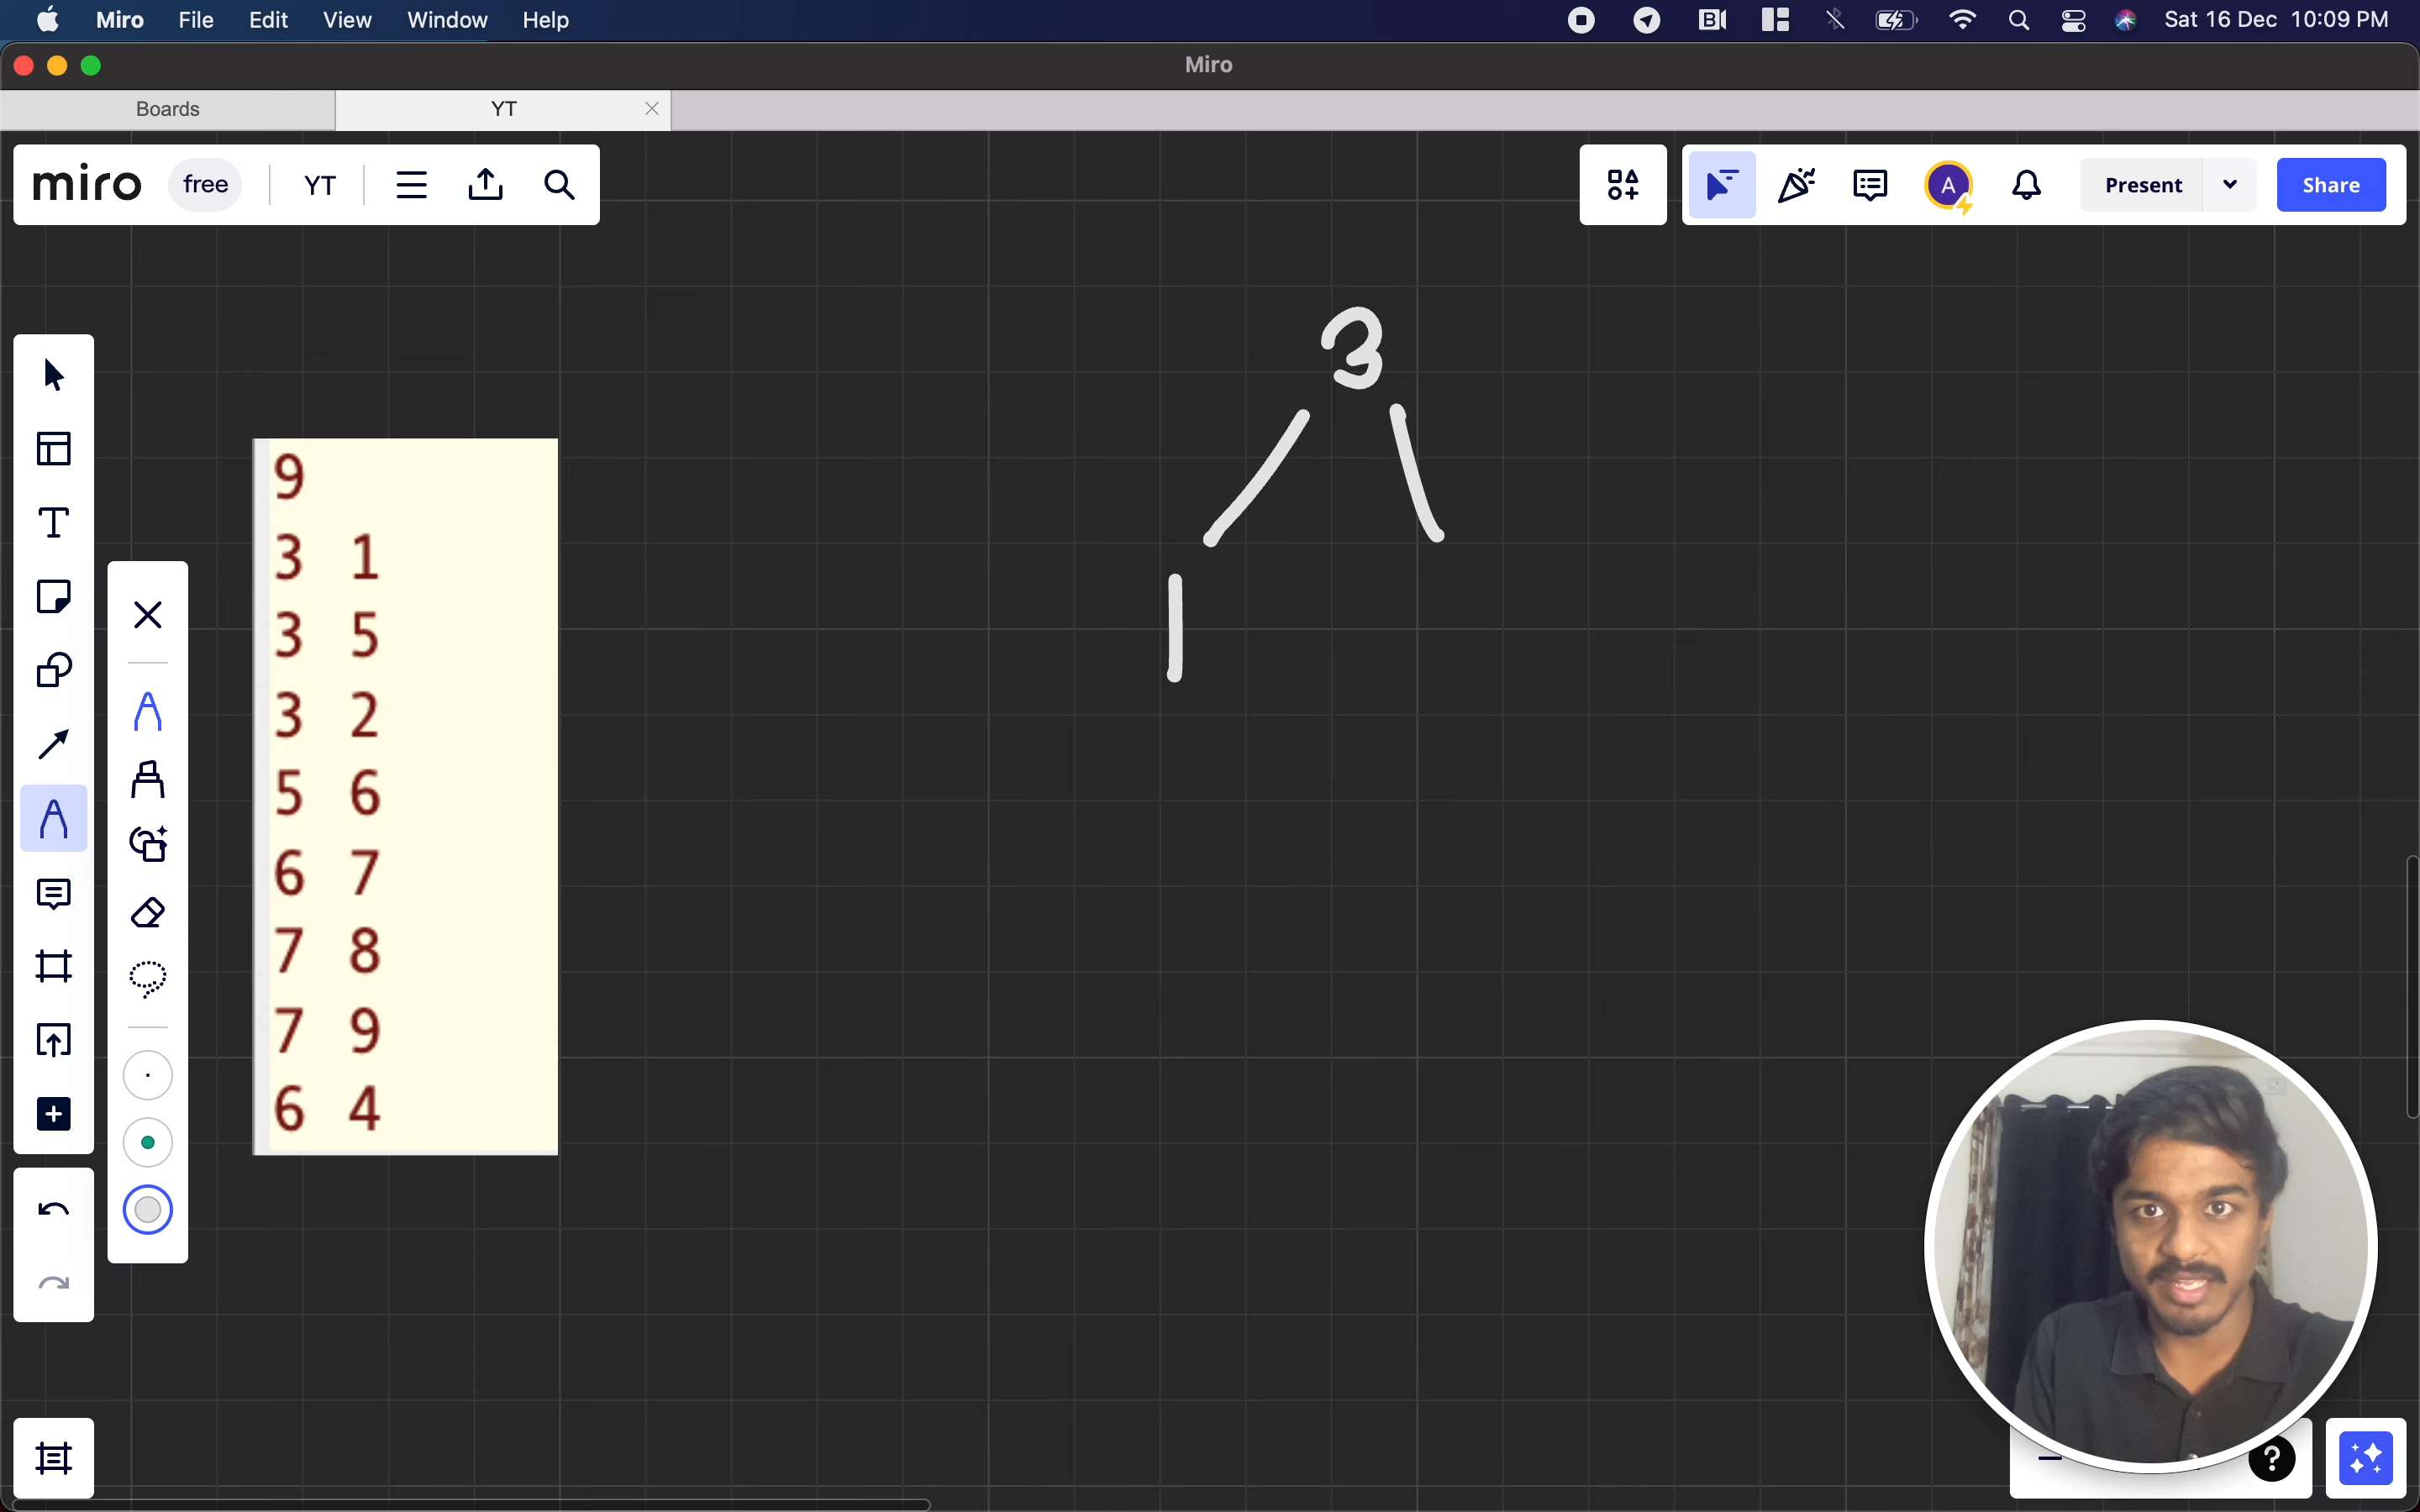 Miro File Edit View Window Help Sat 16 Dec 10:09 PM
Miro
Boards YT
miro free YT Present Share
A
3
1
9
3 1
3 5
3 2
5 6
6 7
7 8
7 9
6 4
T
?